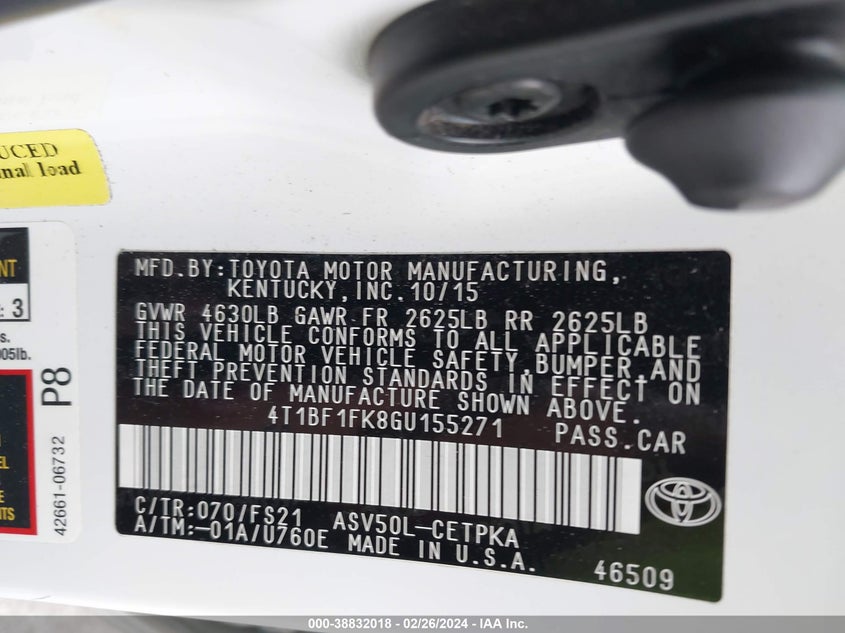 UCED
nal load
NT
: 3
s.
005lb.
P8
EL
E
NTS
42661-06732
MFD.BY:TOYOTA MOTOR MANUFACTURING,
KENTUCKY,INC.10/15
GVWR 4630LB GAWR FR 2625LB RR 2625LB
THIS VEHICLE CONFORMS TO ALL APPLICABLE
FEDERAL MOTOR VEHICLE SAFETY,BUMPER,AND
THEFT PREVENTION STANDARDS IN EFFECT ON
THE DATE OF MANUFACTURE SHOWN ABOVE.
4T1BF1FK8GU155271 PASS.CAR
C/TR:070/FS21 ASV50L-CETPKA
A/TM:-01A/U760E MADE IN U.S.A.
46509
000-38832018 - 02/26/2024 - IAA Inc.